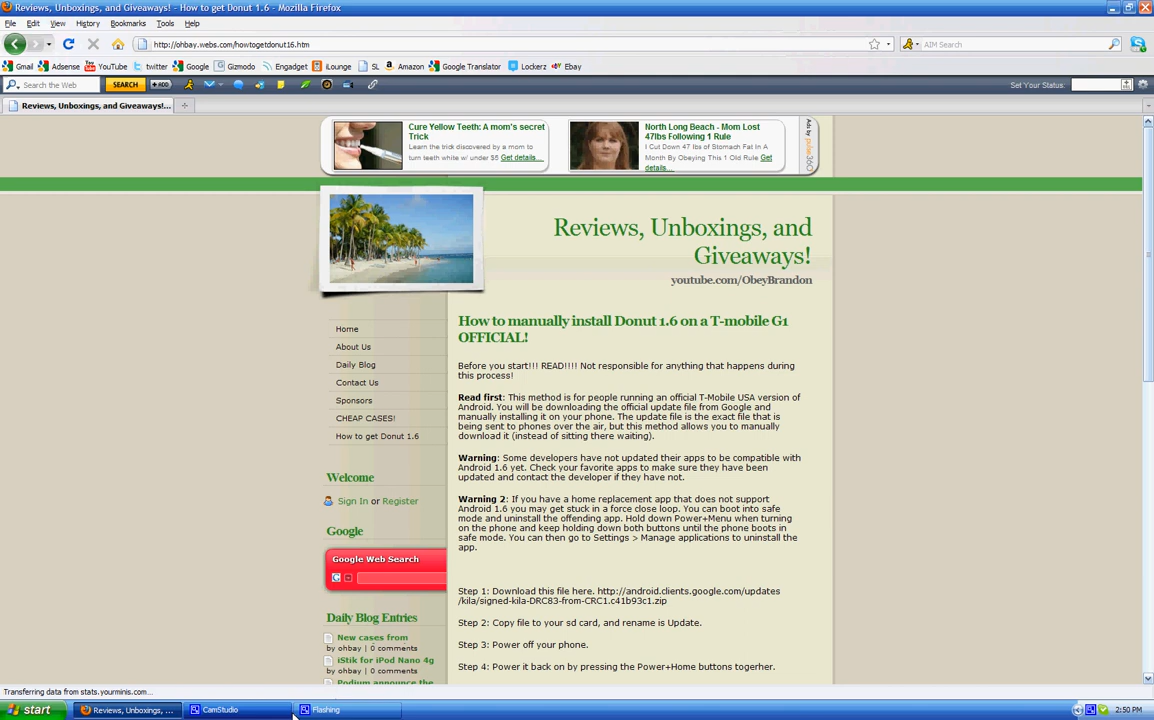 Reviews, Unboxings, and Giveaways! - How to get Donut 1.6 - Mozilla Firefox
File Edit View History Bookmarks Tools Help
http://ohbay.webs.com/howtogetdonut16.htm
AIM Search
Gmail Adsense YouTube twitter Google Gizmodo Engadget iLounge SL Amazon Google Translator Lockerz Ebay
Search the Web SEARCH +ADD Set Your Status:
Reviews, Unboxings, and Giveaways!...
Cure Yellow Teeth: A mom's secret
Trick
Learn the trick discovered by a mom to
turn teeth white w/ under $5 Get details...
North Long Beach - Mom Lost
47lbs Following 1 Rule
I Cut Down 47 lbs of Stomach Fat In A
Month By Obeying This 1 Old Rule Get
details...
Ads by pulse360
Reviews, Unboxings, and
Giveaways!
youtube.com/ObeyBrandon
Home
About Us
Daily Blog
Contact Us
Sponsors
CHEAP CASES!
How to get Donut 1.6
Welcome
Sign In or Register
Google
Google Web Search
Daily Blog Entries
New cases from
by ohbay | 0 comments
iStik for iPod Nano 4g
by ohbay | 0 comments
Podium announce the
How to manually install Donut 1.6 on a T-mobile G1
OFFICIAL!
Before you start!!! READ!!!! Not responsible for anything that happens during
this process!
Read first: This method is for people running an official T-Mobile USA version of
Android. You will be downloading the official update file from Google and
manually installing it on your phone. The update file is the exact file that is
being sent to phones over the air, but this method allows you to manually
download it (instead of sitting there waiting).
Warning: Some developers have not updated their apps to be compatible with
Android 1.6 yet. Check your favorite apps to make sure they have been
updated and contact the developer if they have not.
Warning 2: If you have a home replacement app that does not support
Android 1.6 you may get stuck in a force close loop. You can boot into safe
mode and uninstall the offending app. Hold down Power+Menu when turning
on the phone and keep holding down both buttons until the phone boots in
safe mode. You can then go to Settings > Manage applications to uninstall the
app.
Step 1: Download this file here. http://android.clients.google.com/updates
/kila/signed-kila-DRC83-from-CRC1.c41b93c1.zip
Step 2: Copy file to your sd card, and rename is Update.
Step 3: Power off your phone.
Step 4: Power it back on by pressing the Power+Home buttons togerher.
Transferring data from stats.yourminis.com...
start Reviews, Unboxings, ... CamStudio Flashing 2:50 PM